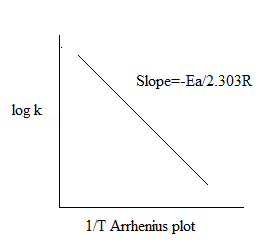 Slope=-Ea/2.303R
log k
1/T Arrhenius plot